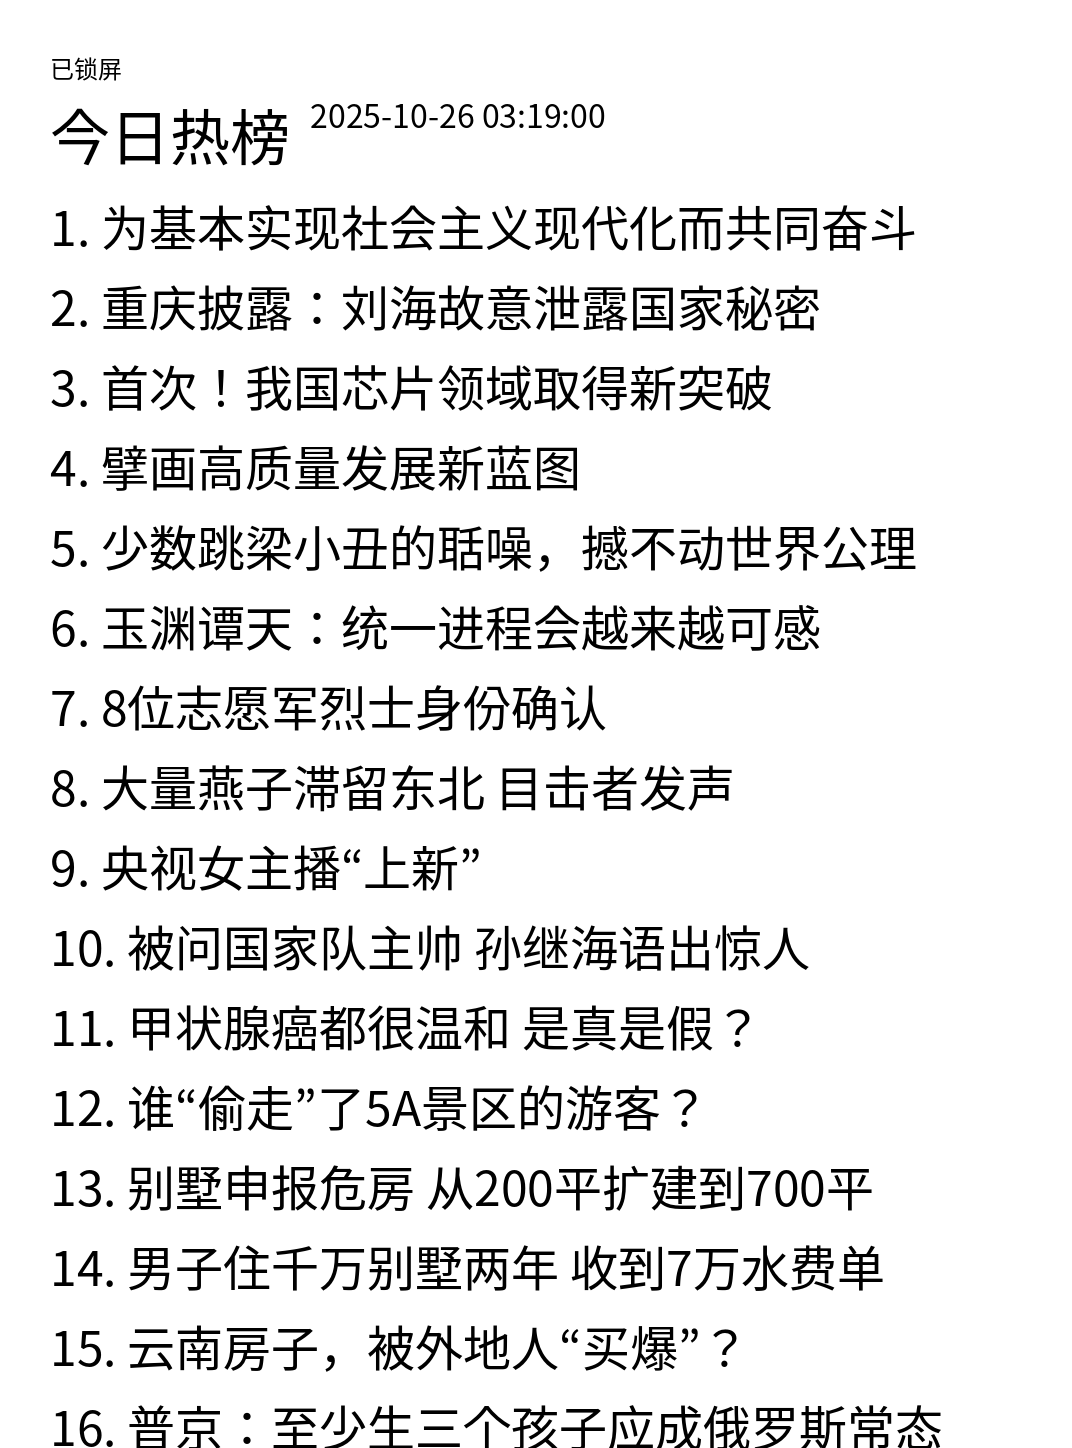 已锁屏
今日热榜 2025-10-26 03:19:00
1. 为基本实现社会主义现代化而共同奋斗
2. 重庆披露：刘海故意泄露国家秘密
3. 首次！我国芯片领域取得新突破
4. 擘画高质量发展新蓝图
5. 少数跳梁小丑的聒噪，撼不动世界公理
6. 玉渊谭天：统一进程会越来越可感
7. 8位志愿军烈士身份确认
8. 大量燕子滞留东北 目击者发声
9. 央视女主播“上新”
10. 被问国家队主帅 孙继海语出惊人
11. 甲状腺癌都很温和 是真是假？
12. 谁“偷走”了5A景区的游客？
13. 别墅申报危房 从200平扩建到700平
14. 男子住千万别墅两年 收到7万水费单
15. 云南房子，被外地人“买爆”？
16. 普京：至少生三个孩子应成俄罗斯常态